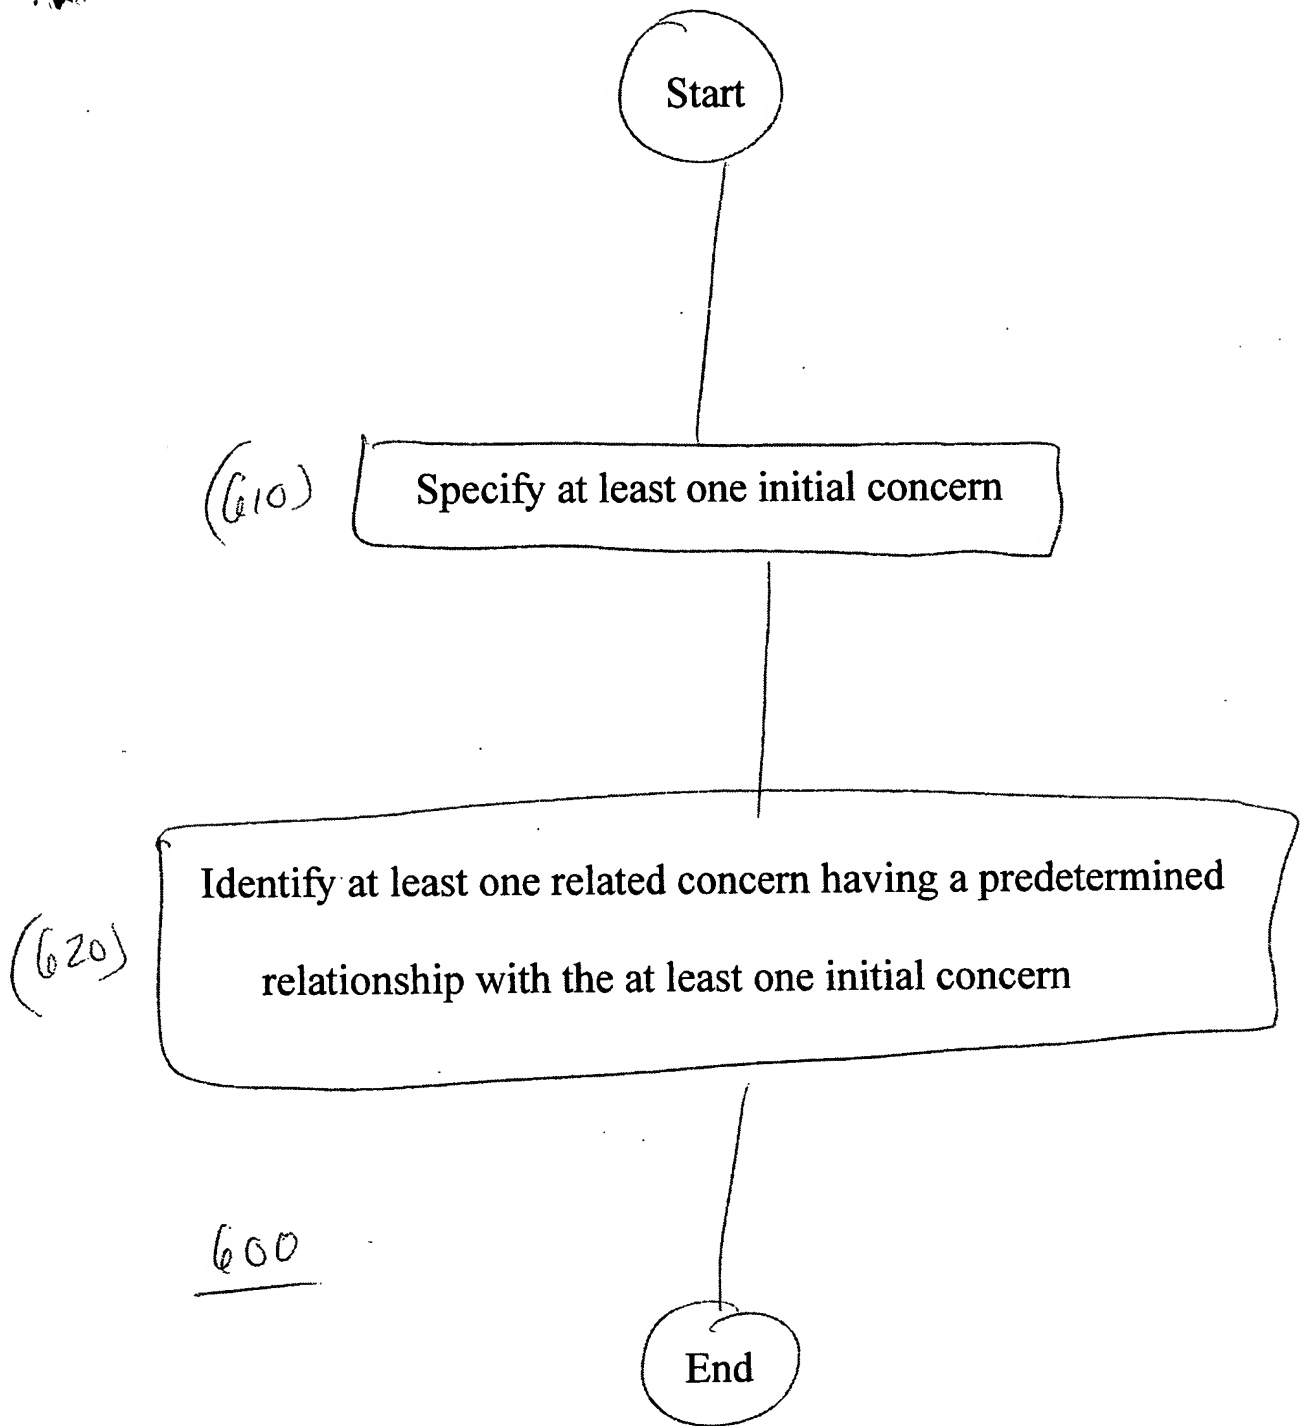 Start
(610) Specify at least one initial concern
Identify at least one related concern having a predetermined
(620)
relationship with the at least one initial concern
600
End